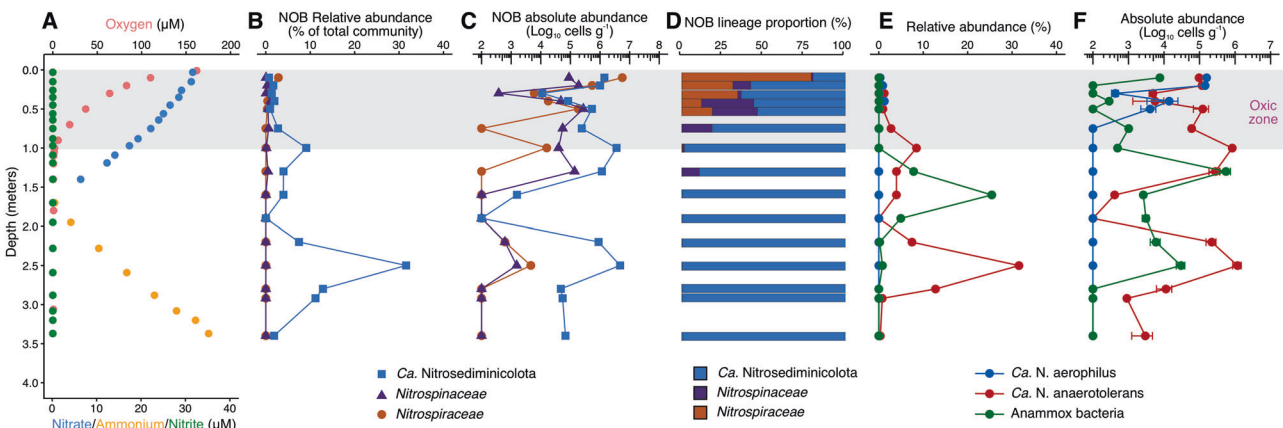 A
Oxygen (µM)
0 50 100 150 200
B
NOB Relative abundance
(% of total community)
0 10 20 30 40
C
NOB absolute abundance
(Log10 cells g-1)
2 3 4 5 6 7
D
NOB lineage proportion (%)
0 25 50 75 100
E
Relative abundance (%)
0 10 20 30 40
F
Absolute abundance
(Log10 cells g-1)
2 3 4 5 6 7
Depth (meters)
0.0
0.5
1.0
1.5
2.0
2.5
3.0
3.5
4.0
Oxic
zone
0 10 20 30 40
Nitrate/Ammonium/Nitrite (µM)
Ca. Nitrosediminicolota
Nitrospinaceae
Nitrospiraceae
Ca. Nitrosediminicolota
Nitrospinaceae
Nitrospiraceae
Ca. N. aerophilus
Ca. N. anaerotolerans
Anammox bacteria